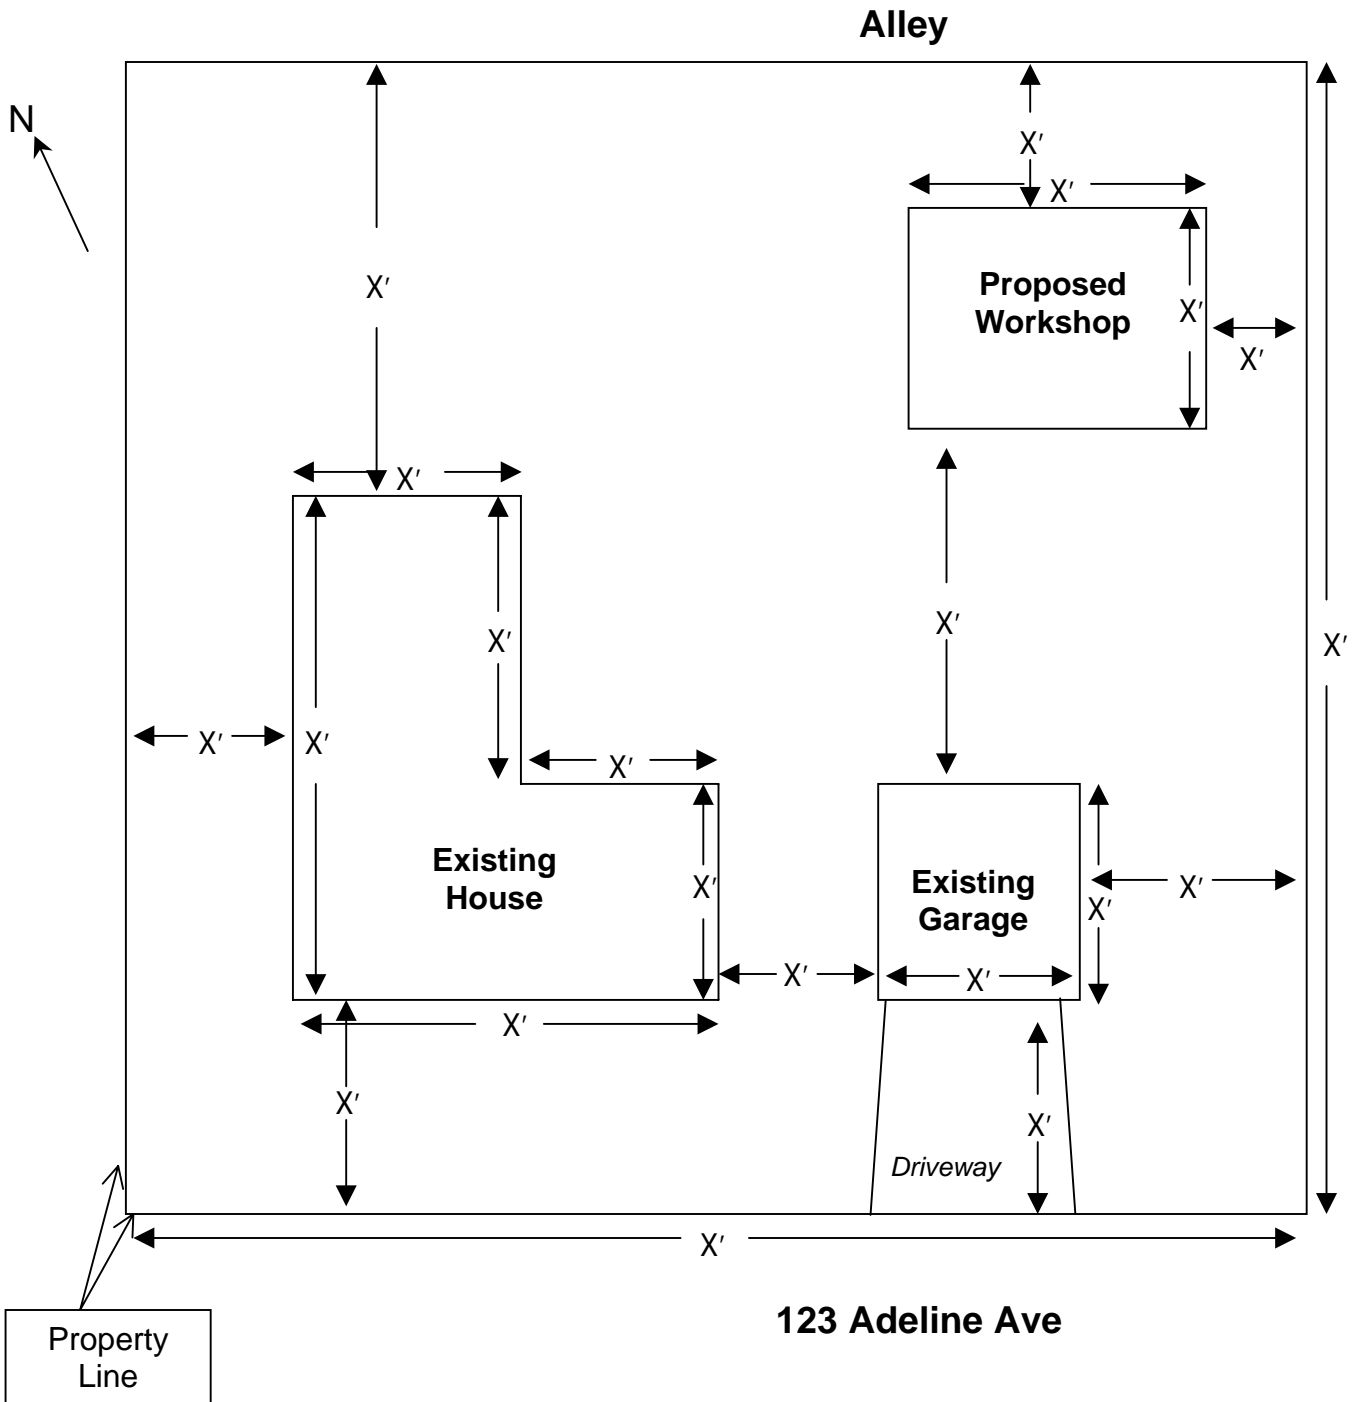 Alley
N
X'
X'
X'
Proposed
Workshop
X'
X'
X'
X'
X'
X'
X'
X'
X'
X'
Existing
House
X'
Existing
Garage
X'
X'
X'
X'
X'
X'
X'
Driveway
X'
123 Adeline Ave
Property
Line